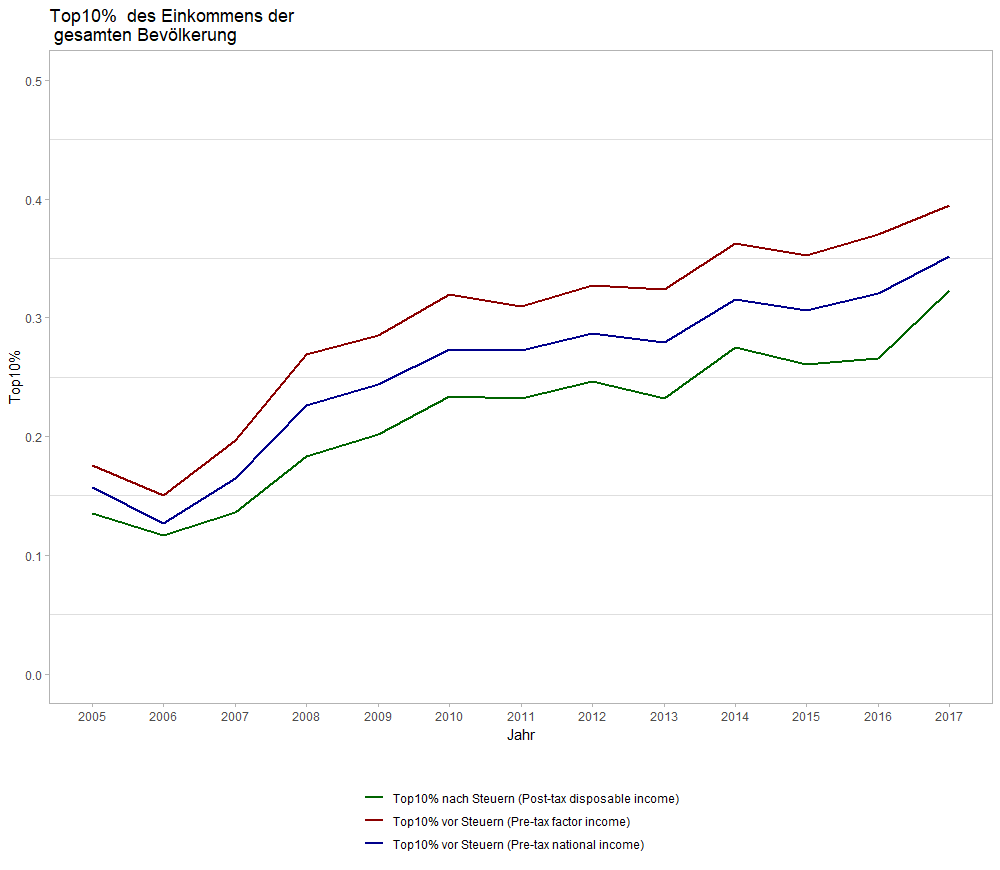 Top10%  des Einkommens der
gesamten Bevölkerung
0.5
0.4
0.3
0.2
0.1
0.0
Top10%
2005 2006 2007 2008 2009 2010 2011 2012 2013 2014 2015 2016 2017
Jahr
Top10% nach Steuern (Post-tax disposable income)
Top10% vor Steuern (Pre-tax factor income)
Top10% vor Steuern (Pre-tax national income)